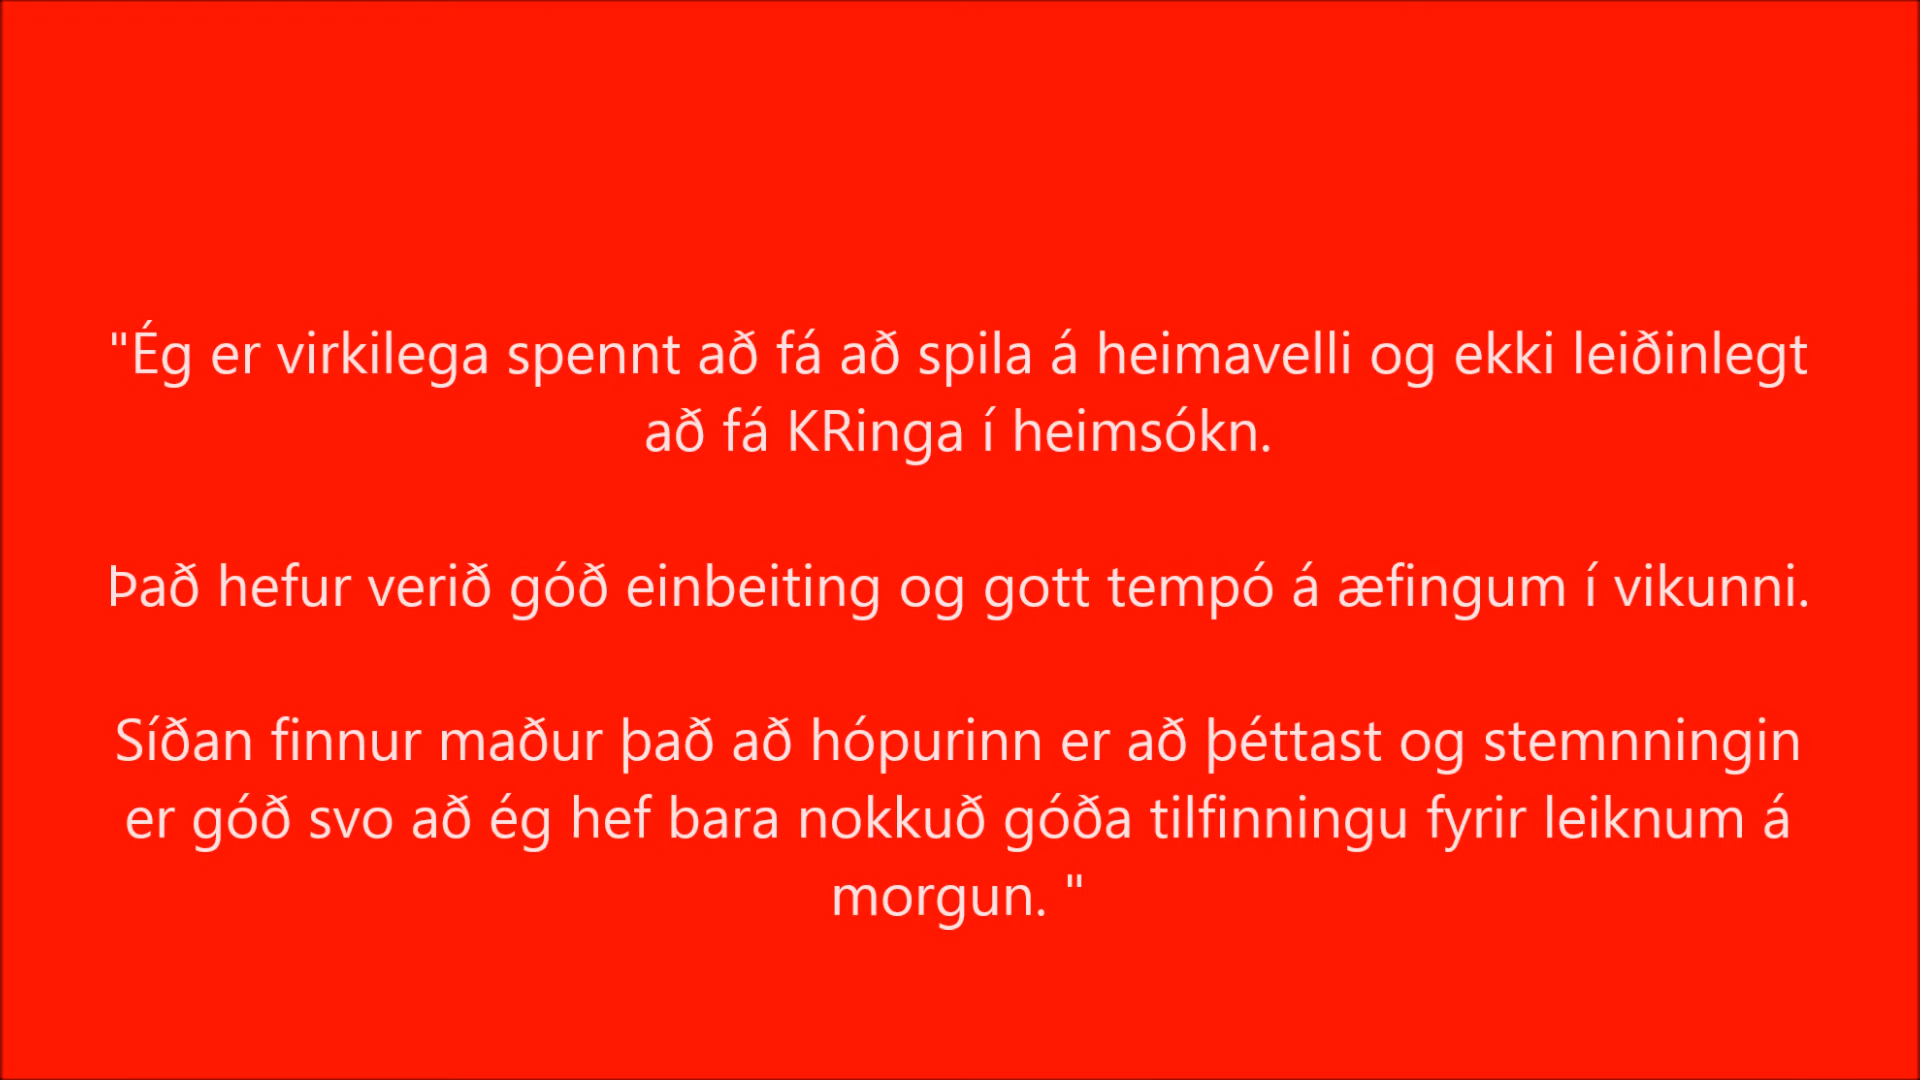 "Ég er virkilega spennt að fá að spila á heimavelli og ekki leiðinlegt
að fá KRinga í heimsókn.
Það hefur verið góð einbeiting og gott tempó á æfingum í vikunni.
Síðan finnur maður það að hópurinn er að þéttast og stemnningin
er góð svo að ég hef bara nokkuð góða tilfinningu fyrir leiknum á
morgun. "